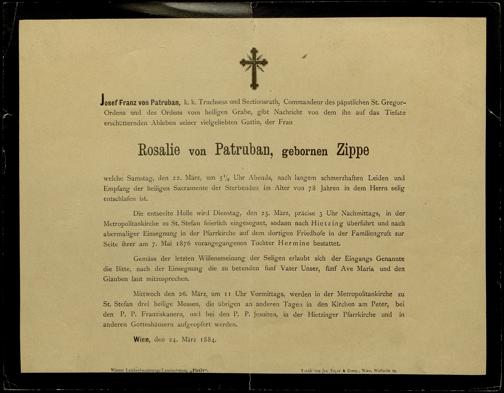 Josef Franz von Patruban, k. k. Truchsess und Sectionsrath, Commandeur des päpstlichen St. Gregor-
Ordens und des Ordens vom heiligen Grabe, gibt Nachricht von dem ihn auf das Tiefste
erschütternden Ableben seiner vielgeliebten Gattin, der Frau
Rosalie von Patruban, gebornen Zippe
welche Samstag, den 22. März, um 5¼ Uhr Abends, nach langem schmerzhaften Leiden und
Empfang der heiligen Sacramente der Sterbenden im Alter von 78 Jahren in dem Herrn selig
entschlafen ist.
Die entseelte Hülle wird Dienstag, den 25. März, präcise 3 Uhr Nachmittags, in der
Metropolitankirche zu St. Stefan feierlich eingesegnet, sodann nach Hietzing überführt und nach
abermaliger Einsegnung in der Pfarrkirche auf dem dortigen Friedhofe in der Familiengruft zur
Seite ihrer am 7. Mai 1876 vorangegangenen Tochter Hermine bestattet.
Gemäss der letzten Willensmeinung der Seligen erlaubt sich der Eingangs Genannte
die Bitte, nach der Einsegnung die zu betenden fünf Vater Unser, fünf Ave Maria und den
Glauben laut mitzusprechen.
Mittwoch den 26. März, um 11 Uhr Vormittags, werden in der Metropolitankirche zu
St. Stefan drei heilige Messen, die übrigen an anderen Tagen in den Kirchen am Peter, bei
den P. P. Franziskanern, und bei den P. P. Jesuiten, in der Hietzinger Pfarrkirche und in
anderen Gotteshäusern aufgeopfert werden.
Wien, den 24. März 1884.
Wiener "Pietät".
Druck von &amp; Wien,